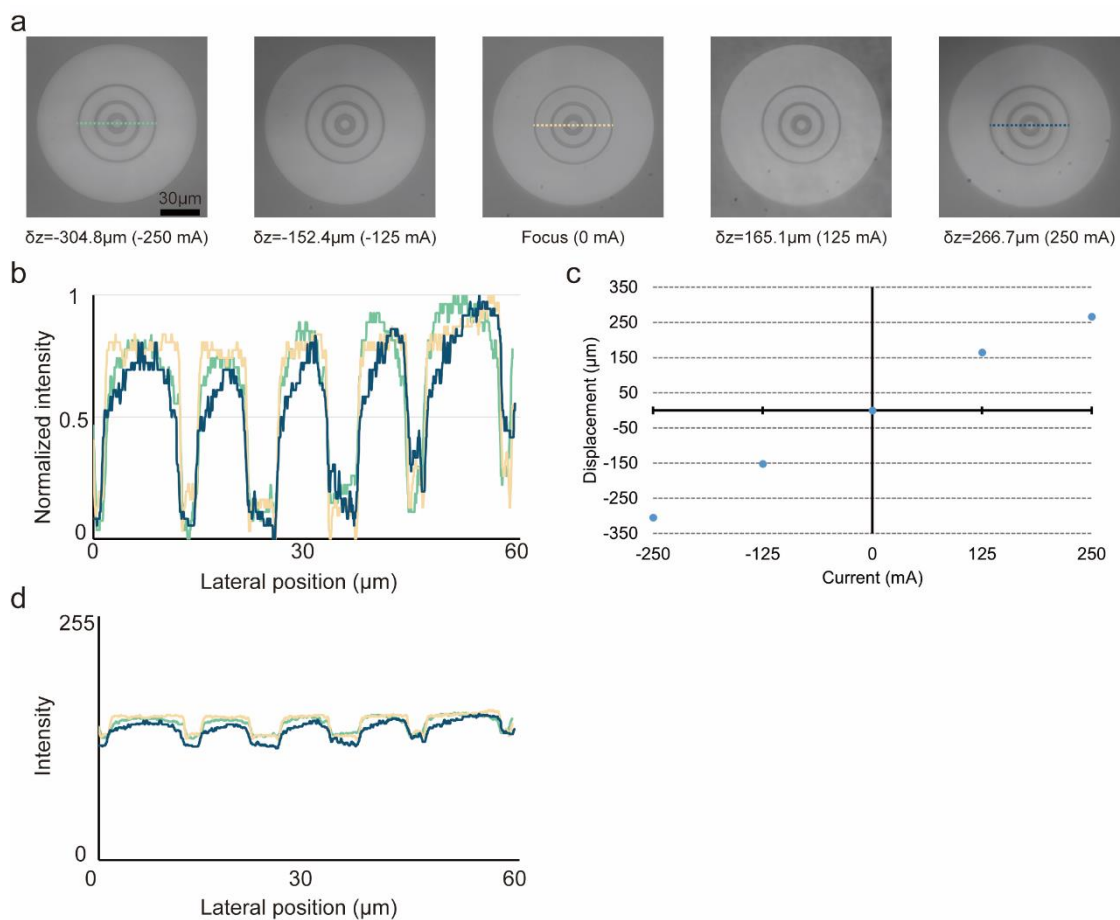 a
30µm
δz=-304.8µm (-250 mA)
δz=-152.4µm (-125 mA)
Focus (0 mA)
δz=165.1µm (125 mA)
δz=266.7µm (250 mA)
b
1
0.5
0
Normalized intensity
0
30
60
Lateral position (µm)
c
350
250
150
50
-50
-150
-250
-350
Displacement (µm)
-250
-125
0
125
250
Current (mA)
d
255
0
Intensity
0
30
60
Lateral position (µm)